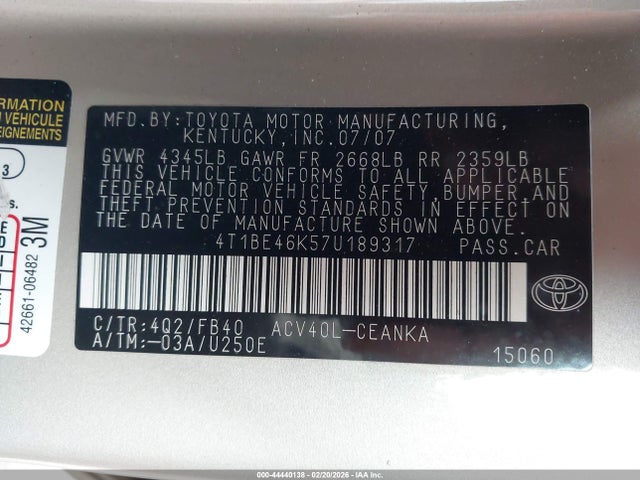 ORMATION
VEHICLE
EIGNEMENTS
3
42661-06482 3M
MFD.BY:TOYOTA MOTOR MANUFACTURING,
KENTUCKY,INC.07/07
GVWR 4345LB GAWR FR 2668LB RR 2359LB
THIS VEHICLE CONFORMS TO ALL APPLICABLE
FEDERAL MOTOR VEHICLE SAFETY, BUMPER,AND
THEFT PREVENTION STANDARDS IN EFFECT ON
THE DATE OF MANUFACTURE SHOWN ABOVE.
4T1BE46K57U189317 PASS.CAR
C/TR:4Q2/FB40 ACV40L-CEANKA
A/TM:-03A/U250E
15060
000-44440138 - 02/20/2026 - IAA Corp.